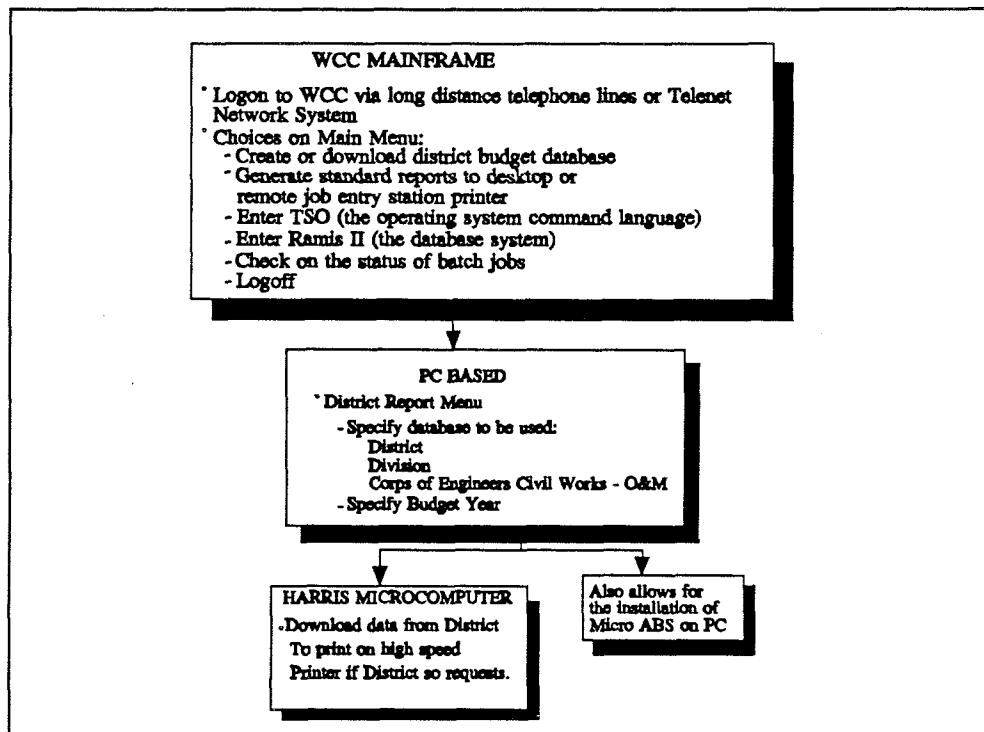 WCC MAINFRAME
* Logon to WCC via long distance telephone lines or Telenet
Network System
* Choices on Main Menu:
- Create or download district budget database
- Generate standard reports to desktop or
remote job entry station printer
- Enter TSO (the operating system command language)
- Enter Ramis II (the database system)
- Check on the status of batch jobs
- Logoff
PC BASED
* District Report Menu
- Specify database to be used:
District
Division
Corps of Engineers Civil Works - O&M
- Specify Budget Year
HARRIS MICROCOMPUTER
. Download data from District
To print on high speed
Printer if District so requests.
Also allows for
the installation of
Micro ABS on PC